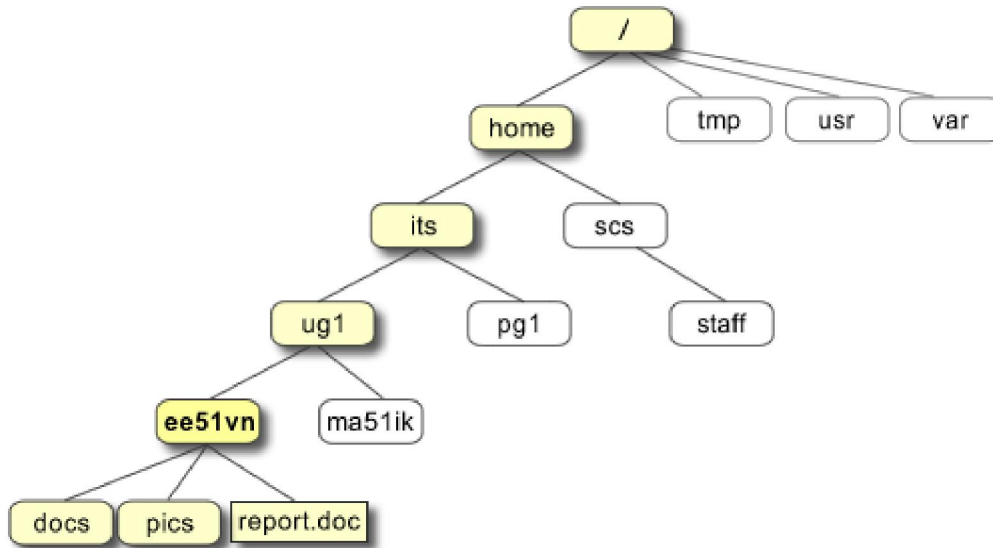 /
home
tmp
usr
var
its
scs
ug1
pg1
staff
ee51vn
ma51ik
docs
pics
report.doc